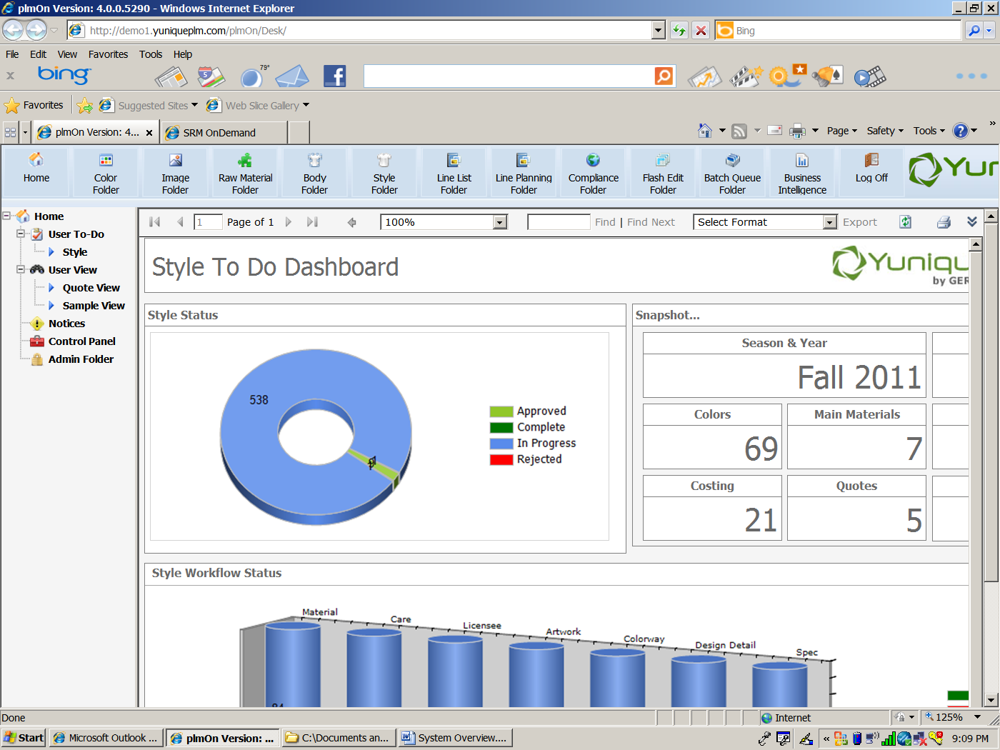 plmOn Version: 4.0.0.5290 - Windows Internet Explorer
http://demo1.yuniqueplm.com/plmOn/Desk/
Bing
File Edit View Favorites Tools Help
x bing 5 79° f
Favorites Suggested Sites Web Slice Gallery
plmOn Version: 4... x SRM OnDemand Page Safety Tools »
Home
Color Folder
Image Folder
Raw Material Folder
Body Folder
Style Folder
Line List Folder
Line Planning Folder
Compliance Folder
Flash Edit Folder
Batch Queue Folder
Business Intelligence
Log Off
Yun
Home
User To-Do
Style
User View
Quote View
Sample View
Notices
Control Panel
Admin Folder
1 Page of 1 100% Find | Find Next Select Format Export
Style To Do Dashboard
Yuniqu
by GER
Style Status
538
Approved
Complete
In Progress
Rejected
Snapshot...
Season & Year
Fall 2011
Colors
69
Main Materials
7
Costing
21
Quotes
5
Style Workflow Status
Material Care Licensee Artwork Colorway Design Detail Spec
Done Internet 125%
Start Microsoft Outlook ... plmOn Version: ... C:\Documents an... System Overview.... « 9:09 PM